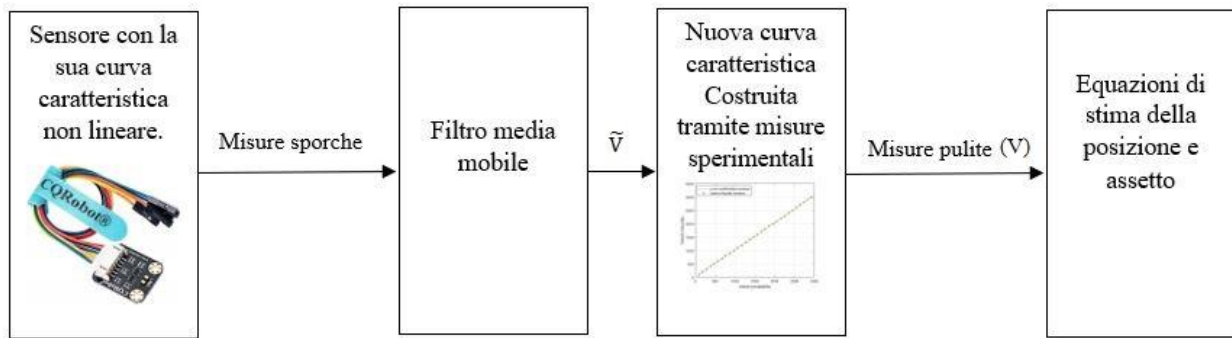 Sensore con la
sua curva
caratteristica
non lineare.
CQRobot®
Misure sporche
Filtro media
mobile
Ṽ
Nuova curva
caratteristica
Costruita
tramite misure
sperimentali
Misure pulite (V)
Equazioni di
stima della
posizione e
assetto